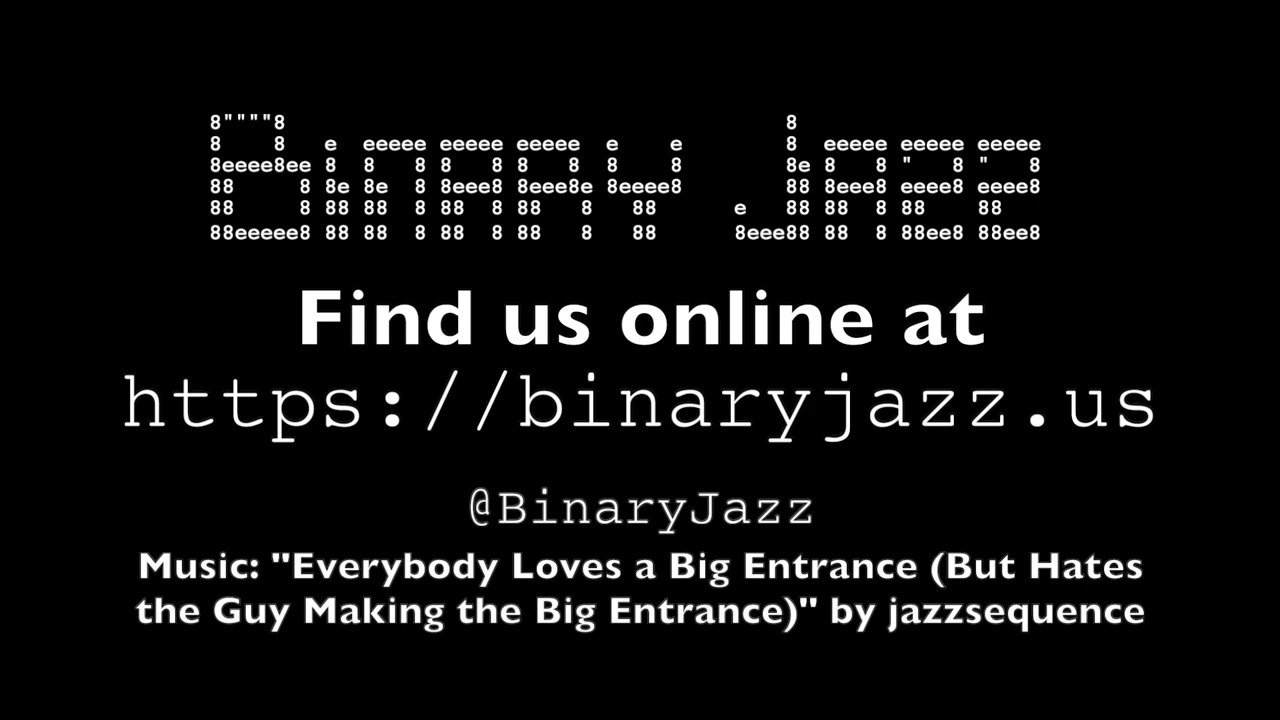 Binary Jazz
Find us online at
https://binaryjazz.us
@BinaryJazz
Music: "Everybody Loves a Big Entrance (But Hates
the Guy Making the Big Entrance)" by jazzsequence